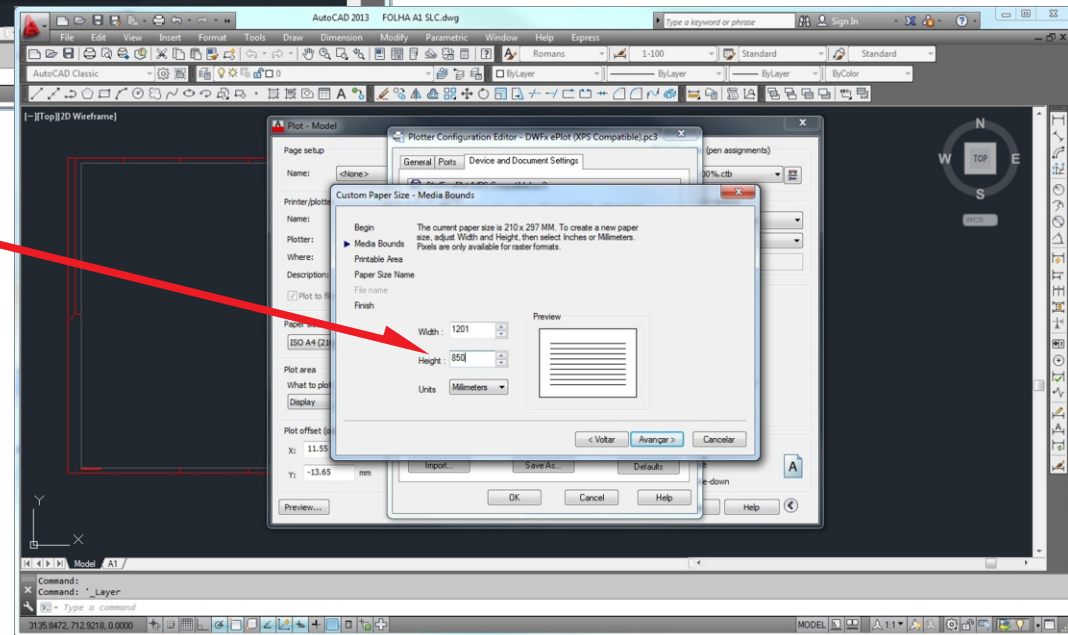 AutoCAD 2013 FOLHA A1 SLC.dwg
Type a keyword or phrase
Sign In
File Edit View Insert Format Tools Draw Dimension Modify Parametric Window Help Express
Romans 1-100 Standard Standard
AutoCAD Classic 0 ByLayer ByLayer ByLayer ByColor
[-][Top][2D Wireframe]
N
W TOP E
S
WCS
Plot - Model
Page setup
Name: <None>
Plotter Configuration Editor - DWFx ePlot (XPS Compatible).pc3
(pen assignments)
General Ports Device and Document Settings
00%.ctb
Printer/plotte
Name:
Plotter:
Where:
Description:
Plot to fil
ISO A4 (21
Plot area
What to plot
Display
Plot offset (o
X: 11.55
Y: -13.65 mm
Preview...
Custom Paper Size - Media Bounds
Begin
Media Bounds
Printable Area
Paper Size Name
File name
Finish
The current paper size is 210 x 297 MM. To create a new paper
size, adjust Width and Height, then select Inches or Millimeters.
Pixels are only available for raster formats.
Preview
Width : 1201
Height : 850
Units Millimeters
< Voltar Avançar > Cancelar
Import... Save As... Defaults
A
e-down
OK Cancel Help
Help
Y
X
Model A1
Command:
Command: '_Layer
Type a command
3135.8472, 712.9218, 0.0000
MODEL 1:1